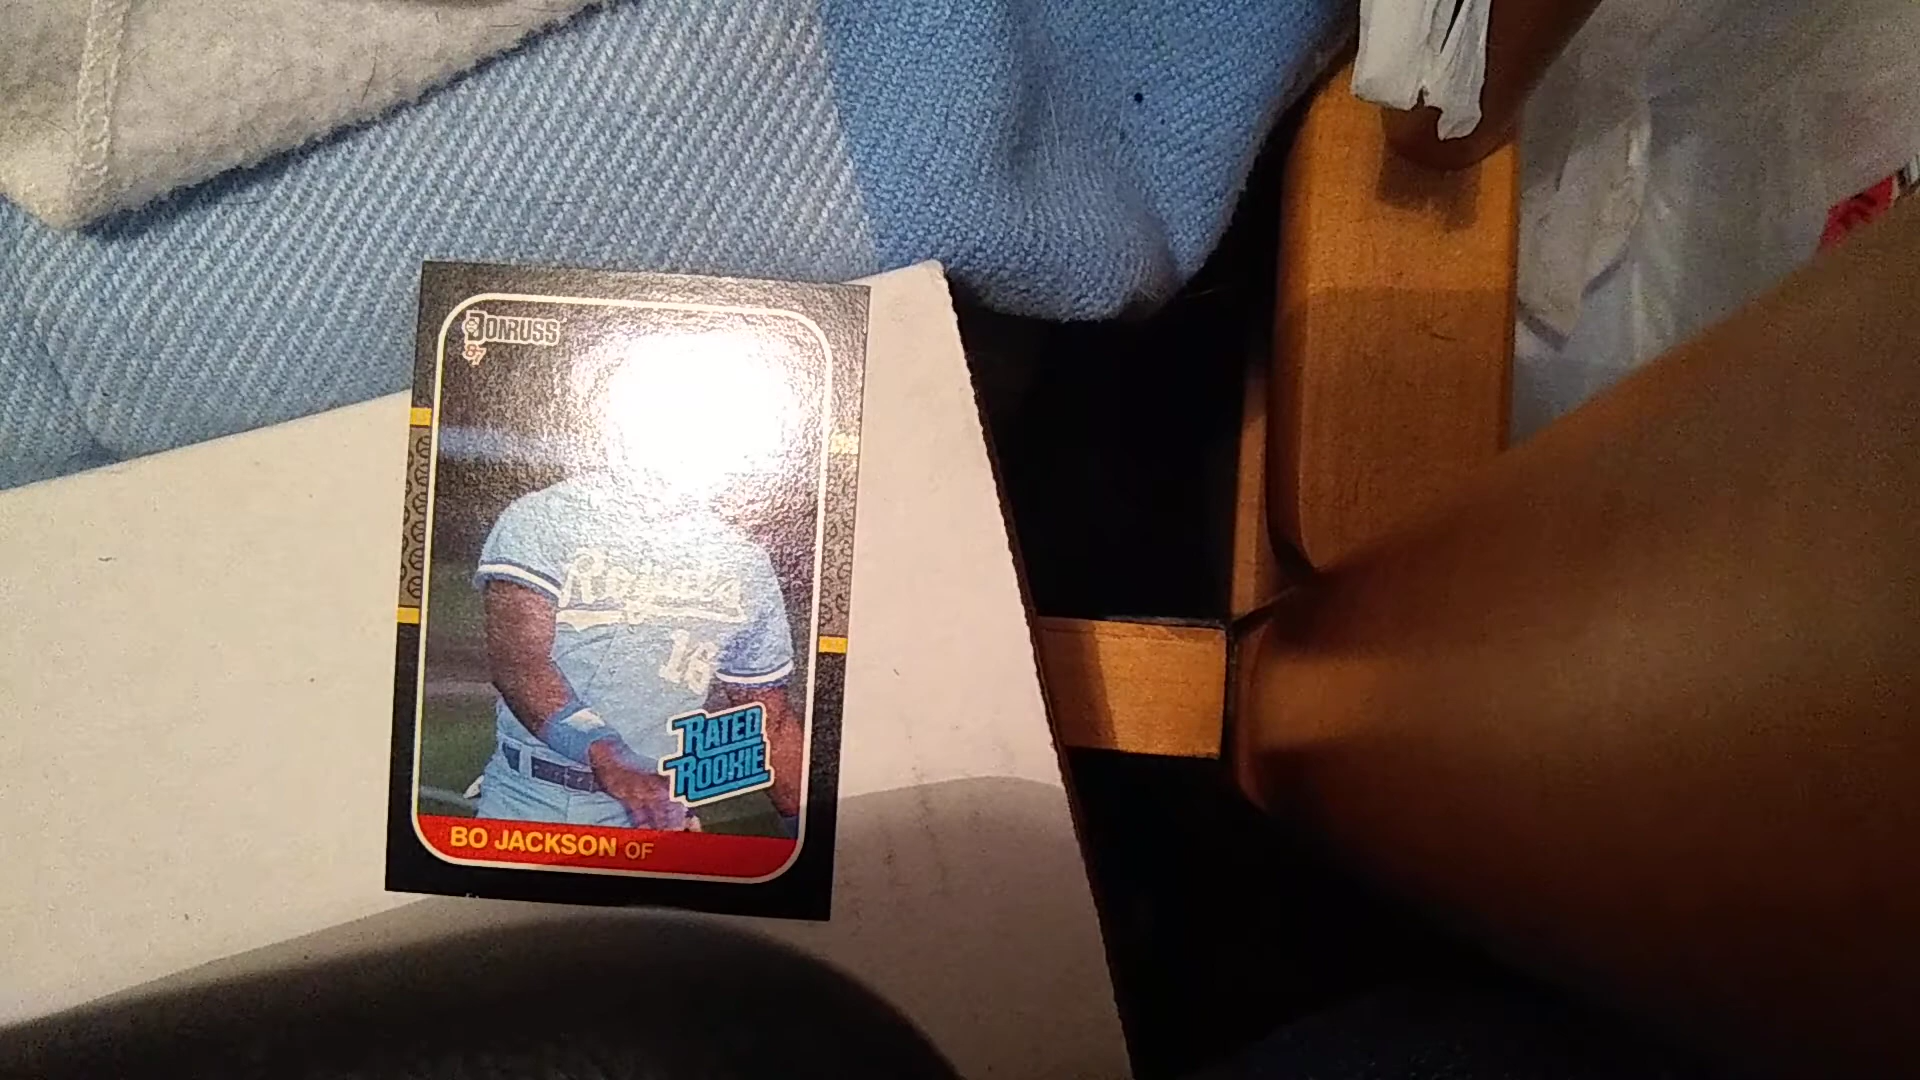 DONRUSS
87
Royals
16
RATED
ROOKIE
BO JACKSON OF